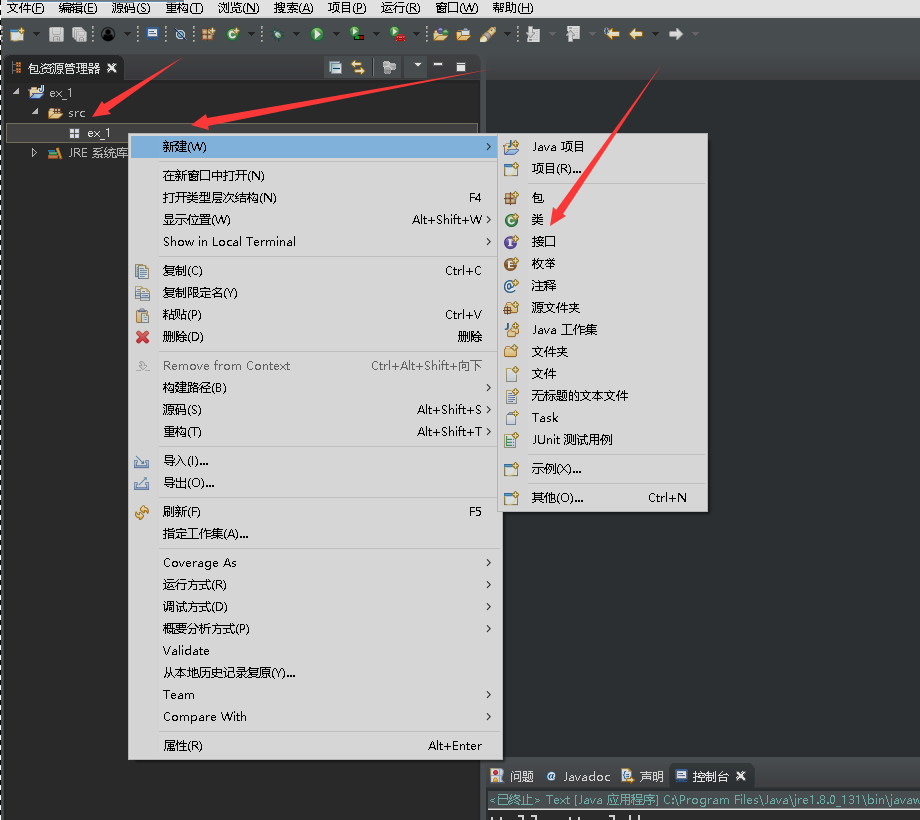 文件(F) 编辑(E) 源码(S) 重构(T) 浏览(N) 搜索(A) 项目(P) 运行(R) 窗口(W) 帮助(H)
包资源管理器
ex_1
src
ex_1
JRE 系统库
新建(W)
在新窗口中打开(N)
打开类型层次结构(N) F4
显示位置(W) Alt+Shift+W
Show in Local Terminal
复制(C) Ctrl+C
复制限定名(Y)
粘贴(P) Ctrl+V
删除(D) 删除
Remove from Context Ctrl+Alt+Shift+向下
构建路径(B)
源码(S) Alt+Shift+S
重构(T) Alt+Shift+T
导入(I)...
导出(O)...
刷新(F) F5
指定工作集(A)...
Coverage As
运行方式(R)
调试方式(D)
概要分析方式(P)
Validate
从本地历史记录复原(Y)...
Team
Compare With
属性(R) Alt+Enter
Java 项目
项目(R)...
包
类
接口
枚举
注释
源文件夹
Java 工作集
文件夹
文件
无标题的文本文件
Task
JUnit 测试用例
示例(X)...
其他(O)... Ctrl+N
问题 Javadoc 声明 控制台
<已终止> Text [Java 应用程序] C:\Program Files\Java\jre1.8.0_131\bin\javaw